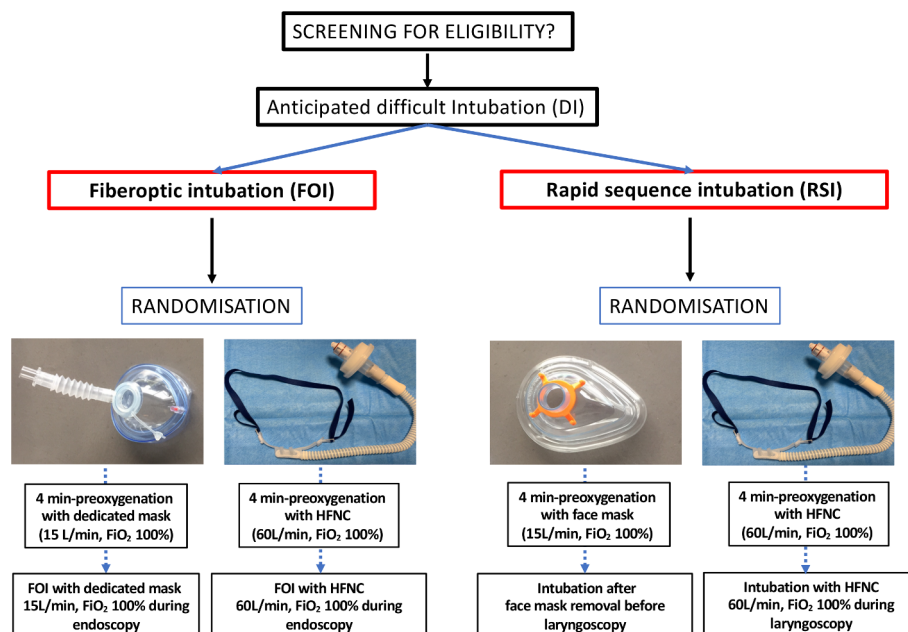 SCREENING FOR ELIGIBILITY?
Anticipated difficult Intubation (DI)
Fiberoptic intubation (FOI)
Rapid sequence intubation (RSI)
RANDOMISATION
RANDOMISATION
4 min-preoxygenation
with dedicated mask
(15 L/min, FiO₂ 100%)
4 min-preoxygenation
with HFNC
(60L/min, FiO₂ 100%)
4 min-preoxygenation
with face mask
(15L/min, FiO₂ 100%)
4 min-preoxygenation
with HFNC
(60L/min, FiO₂ 100%)
FOI with dedicated mask
15L/min, FiO₂ 100% during
endoscopy
FOI with HFNC
60L/min, FiO₂ 100% during
endoscopy
Intubation after
face mask removal before
laryngoscopy
Intubation with HFNC
60L/min, FiO₂ 100% during
laryngoscopy